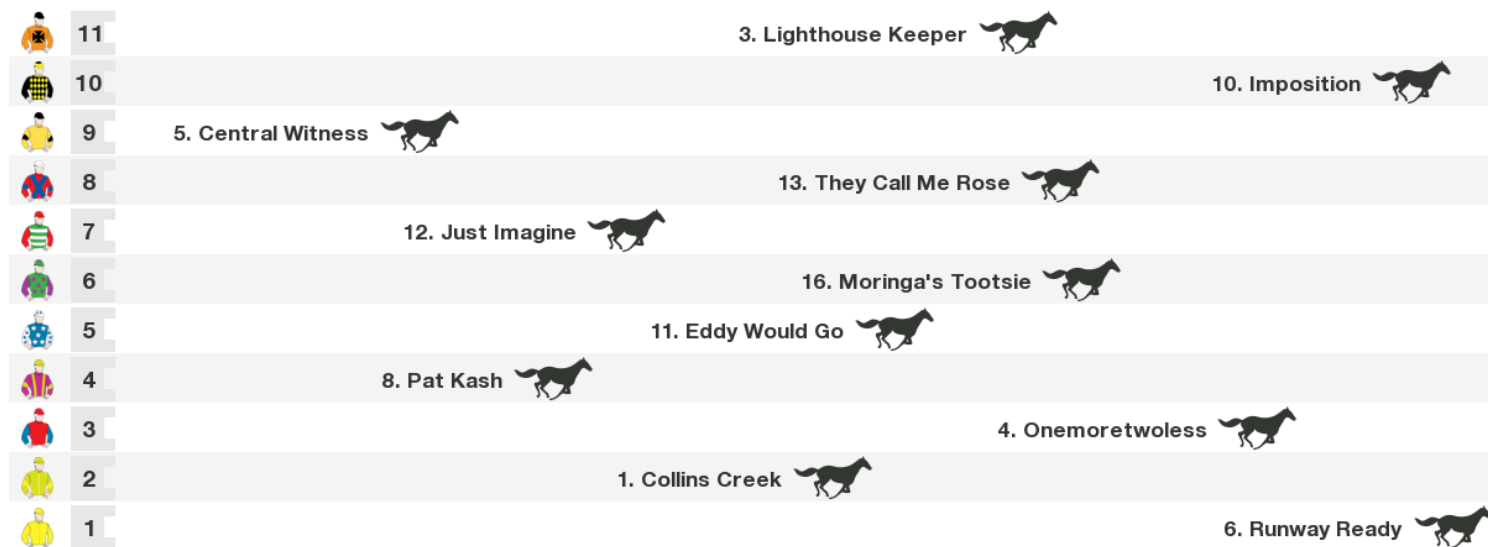 11 3. Lighthouse Keeper
10 10. Imposition
9 5. Central Witness
8 13. They Call Me Rose
7 12. Just Imagine
6 16. Moringa's Tootsie
5 11. Eddy Would Go
4 8. Pat Kash
3 4. Onemoretwoless
2 1. Collins Creek
1 6. Runway Ready